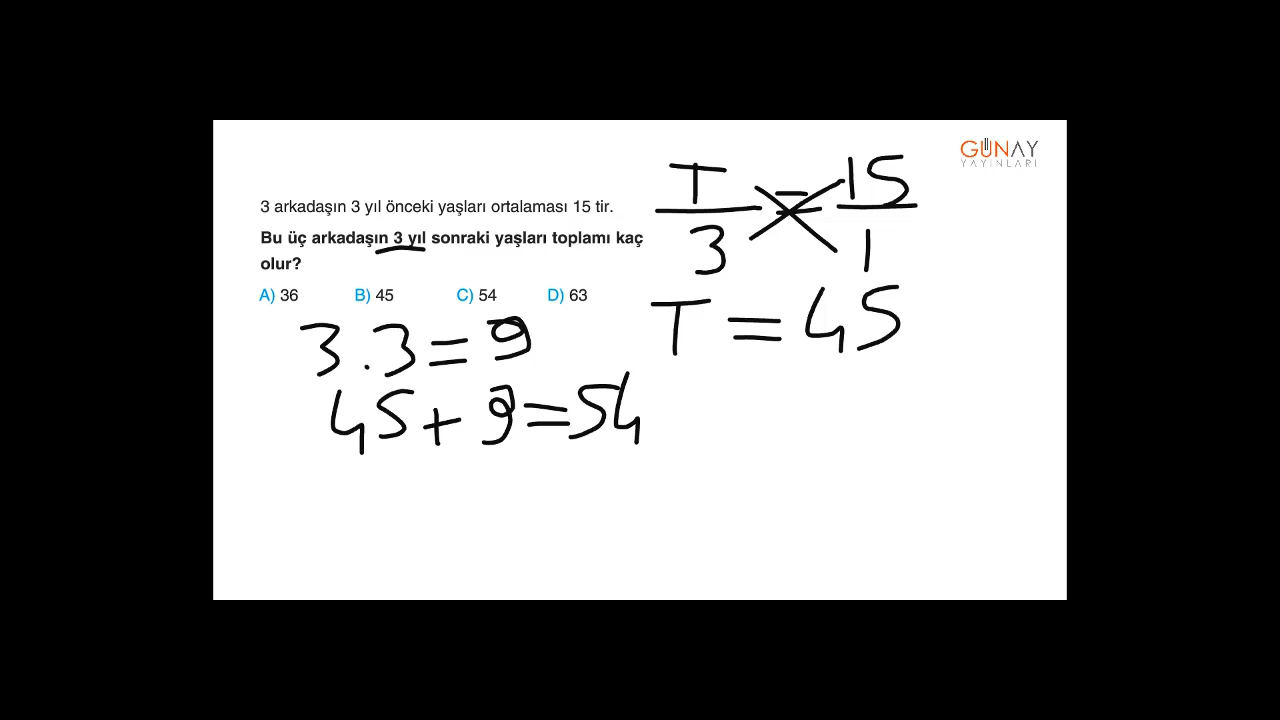 GÜNAY
YAYINLARI
3 arkadaşın 3 yıl önceki yaşları ortalaması 15 tir.
Bu üç arkadaşın 3 yıl sonraki yaşları toplamı kaç
olur?
A) 36 B) 45 C) 54 D) 63
T/3 = 15/1
T = 45
3.3=9
45+9=54